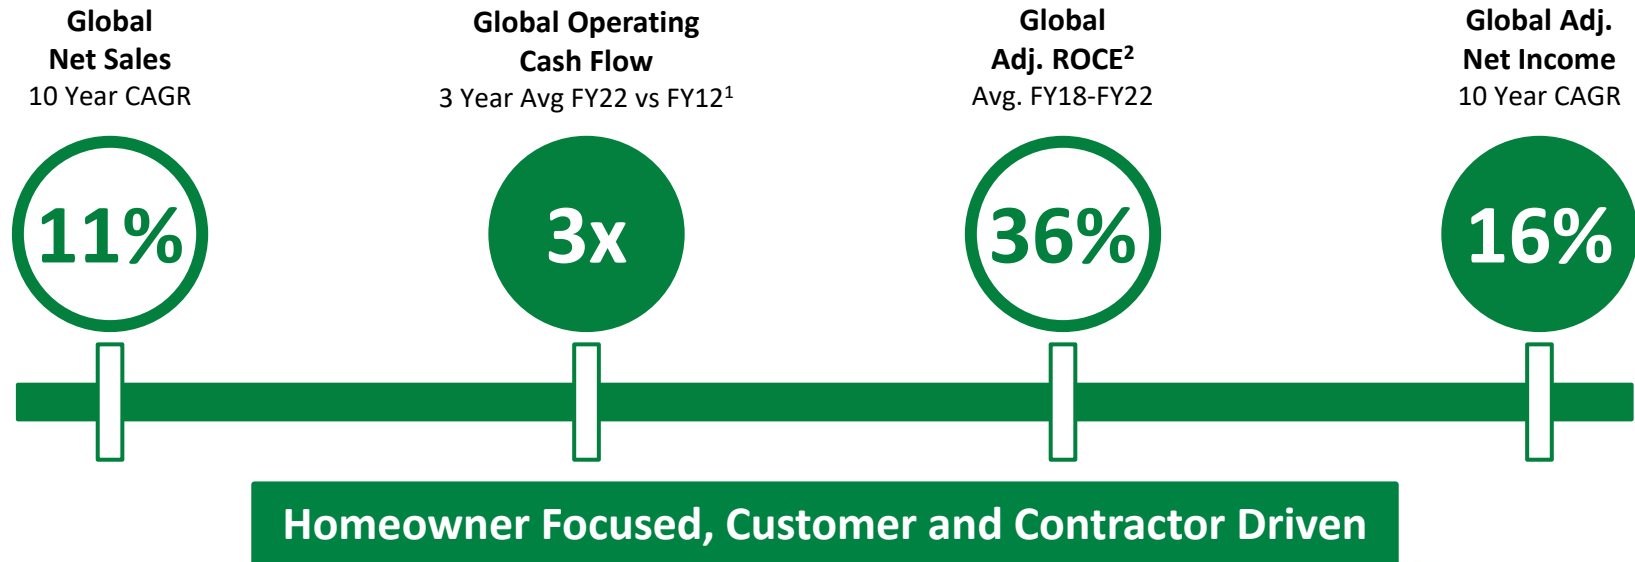 Global
Net Sales
10 Year CAGR
11%
Global Operating
Cash Flow
3 Year Avg FY22 vs FY12¹
3x
Global
Adj. ROCE²
Avg. FY18-FY22
36%
Global Adj.
Net Income
10 Year CAGR
16%
Homeowner Focused, Customer and Contractor Driven